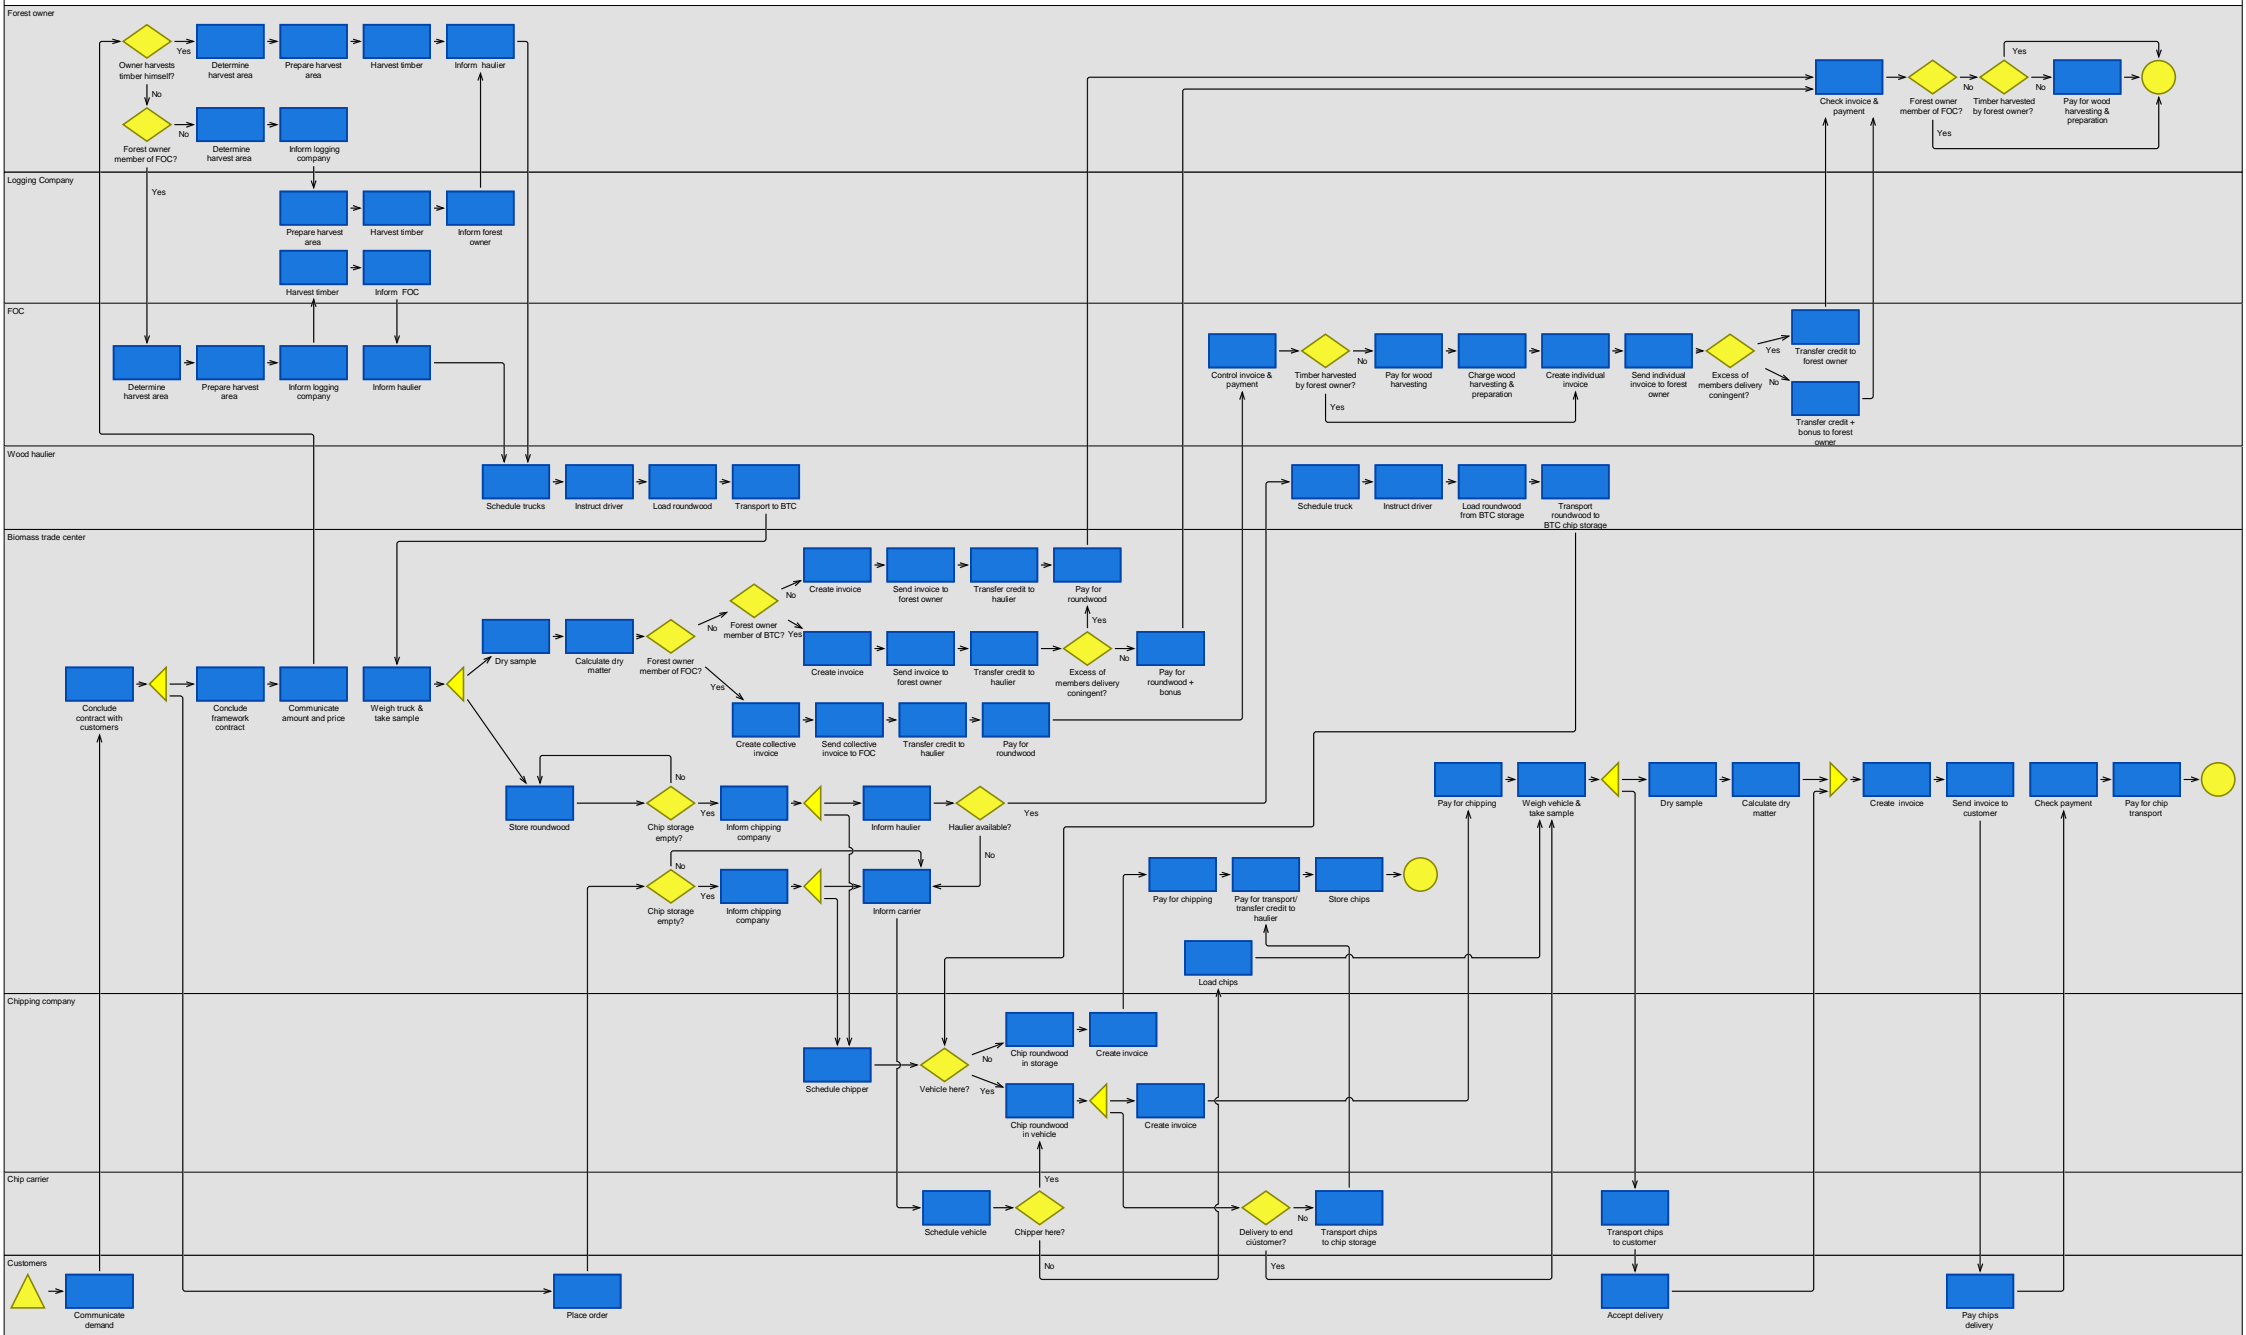 Forest owner
Yes
Owner harvests
timber himself?
Determine
harvest area
Prepare harvest
area
Harvest timber
Inform  haulier
No
Forest owner
member of FOC?
No
Determine
harvest area
Inform logging
company
Yes
Check invoice &
payment
Forest owner
member of FOC?
No
Yes
Timber harvested
by forest owner?
No
Pay for wood
harvesting &
preparation
Yes
Logging Company
Prepare harvest
area
Harvest timber
Inform forest
owner
Harvest timber
Inform  FOC
FOC
Determine
harvest area
Prepare harvest
area
Inform logging
company
Inform haulier
Control invoice &
payment
Timber harvested
by forest owner?
No
Yes
Pay for wood
harvesting
Charge wood
harvesting &
preparation
Create individual
invoice
Send individual
invoice to forest
owner
Excess of
members delivery
coningent?
Yes
No
Transfer credit to
forest owner
Transfer credit +
bonus to forest
owner
Wood haulier
Schedule trucks
Instruct driver
Load roundwood
Transport to BTC
Schedule truck
Instruct driver
Load roundwood
from BTC storage
Transport
roundwood to
BTC chip storage
Biomass trade center
Conclude
contract with
customers
Conclude
framework
contract
Communicate
amount and price
Weigh truck &
take sample
Dry sample
Calculate dry
matter
Forest owner
member of FOC?
No
Yes
Forest owner
member of BTC?
No
Yes
Create invoice
Send invoice to
forest owner
Transfer credit to
haulier
Pay for
roundwood
Create invoice
Send invoice to
forest owner
Transfer credit to
haulier
Yes
Excess of
members delivery
coningent?
No
Pay for
roundwood +
bonus
Create collective
invoice
Send collective
invoice to FOC
Transfer credit to
haulier
Pay for
roundwood
Store roundwood
No
Chip storage
empty?
Yes
Inform chipping
company
Inform haulier
Haulier available?
Yes
No
No
Chip storage
empty?
Yes
Inform chipping
company
Inform carrier
Pay for chipping
Pay for transport/
transfer credit to
haulier
Store chips
Load chips
Pay for chipping
Weigh vehicle &
take sample
Dry sample
Calculate dry
matter
Create  invoice
Send invoice to
customer
Check payment
Pay for chip
transport
Chipping company
Schedule chipper
Vehicle here?
No
Yes
Chip roundwood
in storage
Create invoice
Chip roundwood
in vehicle
Create invoice
Chip carrier
Schedule vehicle
Yes
Chipper here?
No
Delivery to end
ciüstomer?
No
Yes
Transport chips
to chip storage
Transport chips
to customer
Customers
Communicate
demand
Place order
Accept delivery
Pay chips
delivery